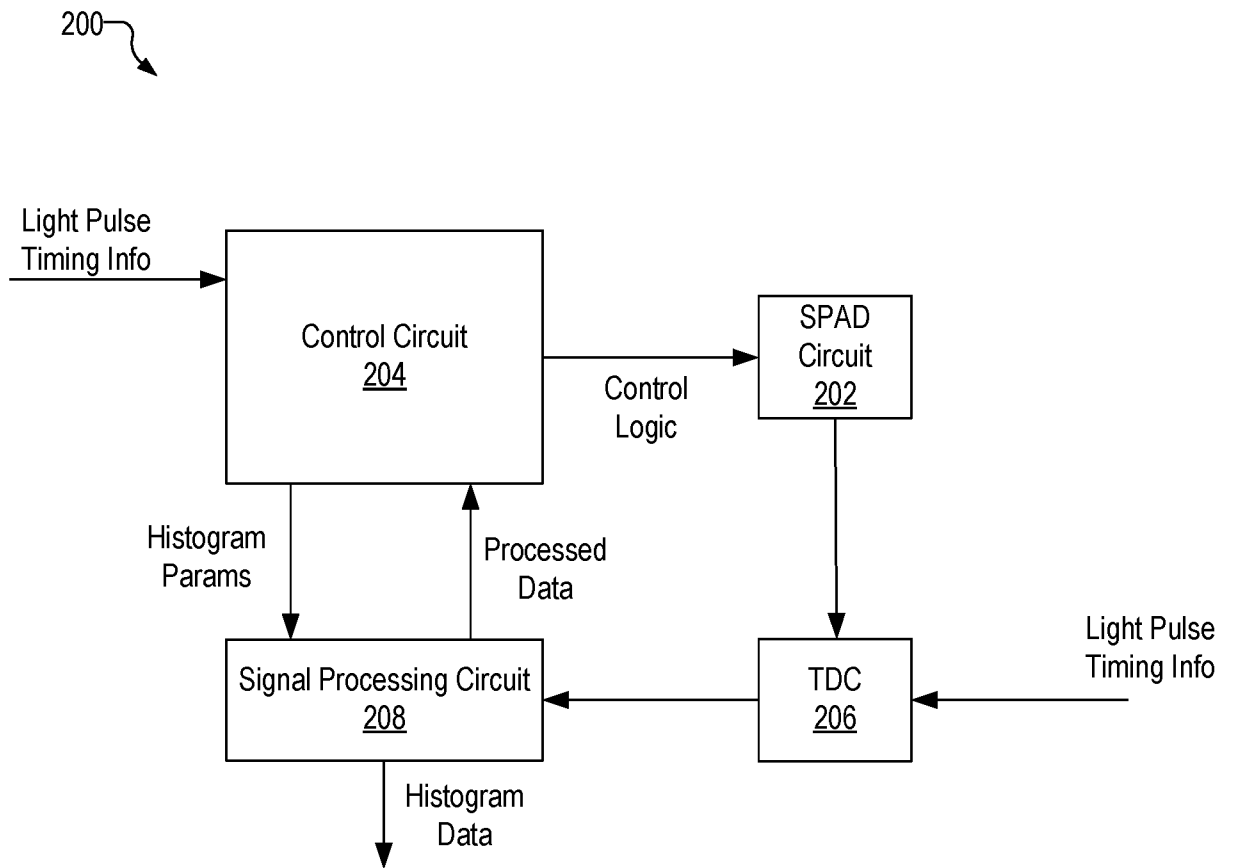 200
Light Pulse
Timing Info
Control Circuit
204
SPAD
Circuit
202
Control
Logic
Histogram
Params
Processed
Data
Light Pulse
Timing Info
Signal Processing Circuit
208
TDC
206
Histogram
Data